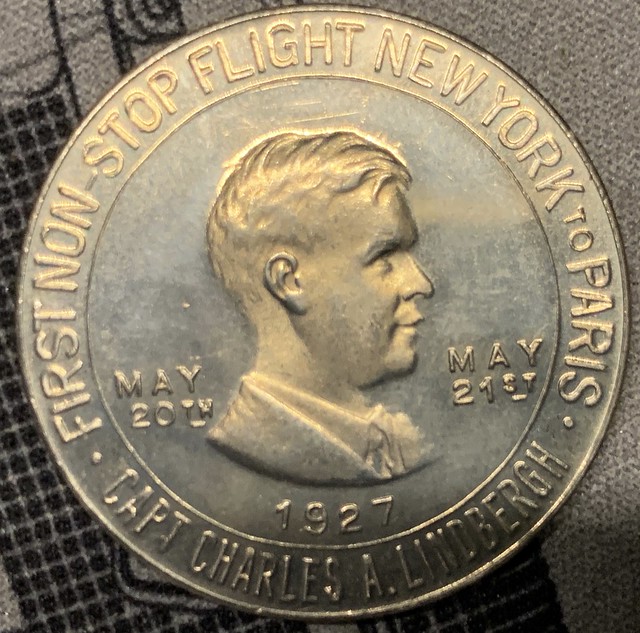 FIRST NON-STOP FLIGHT NEW YORK TO PARIS
MAY
20TH
MAY
21ST
1927
· CAPT CHARLES A. LINDBERGH ·